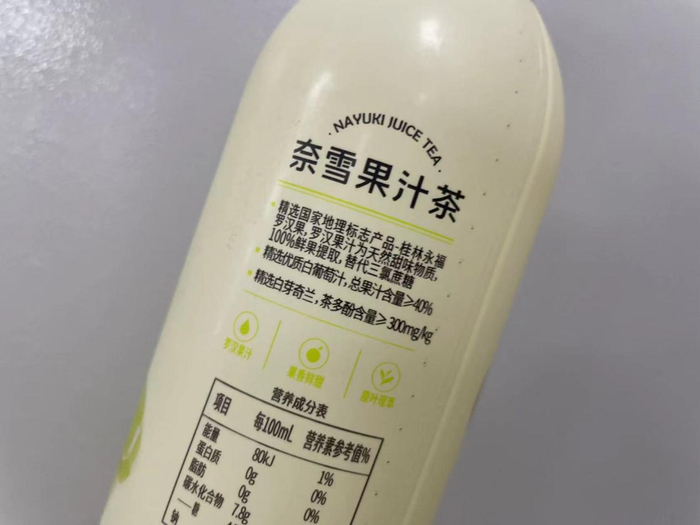 · NAYUKI JUICE TEA ·
奈雪果汁茶
· 精选国家地理标志产品-桂林永福
罗汉果, 罗汉果汁为天然甜味物质,
100%鲜果提取, 替代三氯蔗糖
· 精选优质白葡萄汁, 总果汁含量≥40%
· 精选白芽奇兰, 茶多酚含量≥300mg/kg
罗汉果汁 果香鲜甜 原叶现萃
营养成分表
项目 每100mL 营养素参考值%
能量 80kJ 1%
蛋白质 0g 0%
脂肪 0g 0%
碳水化合物 7.8g
——糖
钠